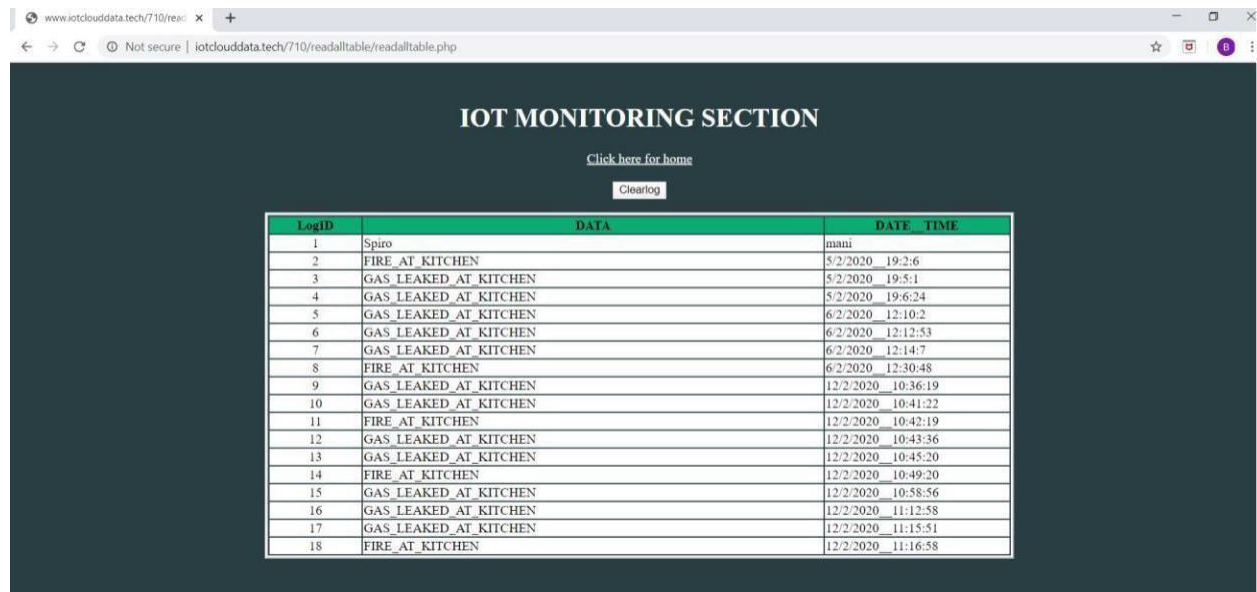 www.iotclouddata.tech/710/read
Not secure | iotclouddata.tech/710/readalltable/readalltable.php
B
IOT MONITORING SECTION
Click here for home
Clearlog
LogID DATA DATE__TIME
1 Spiro mani
2 FIRE_AT_KITCHEN 5/2/2020__19:2:6
3 GAS_LEAKED_AT_KITCHEN 5/2/2020__19:5:1
4 GAS_LEAKED_AT_KITCHEN 5/2/2020__19:6:24
5 GAS_LEAKED_AT_KITCHEN 6/2/2020__12:10:2
6 GAS_LEAKED_AT_KITCHEN 6/2/2020__12:12:53
7 GAS_LEAKED_AT_KITCHEN 6/2/2020__12:14:7
8 FIRE_AT_KITCHEN 6/2/2020__12:30:48
9 GAS_LEAKED_AT_KITCHEN 12/2/2020__10:36:19
10 GAS_LEAKED_AT_KITCHEN 12/2/2020__10:41:22
11 FIRE_AT_KITCHEN 12/2/2020__10:42:19
12 GAS_LEAKED_AT_KITCHEN 12/2/2020__10:43:36
13 GAS_LEAKED_AT_KITCHEN 12/2/2020__10:45:20
14 FIRE_AT_KITCHEN 12/2/2020__10:49:20
15 GAS_LEAKED_AT_KITCHEN 12/2/2020__10:58:56
16 GAS_LEAKED_AT_KITCHEN 12/2/2020__11:12:58
17 GAS_LEAKED_AT_KITCHEN 12/2/2020__11:15:51
18 FIRE_AT_KITCHEN 12/2/2020__11:16:58